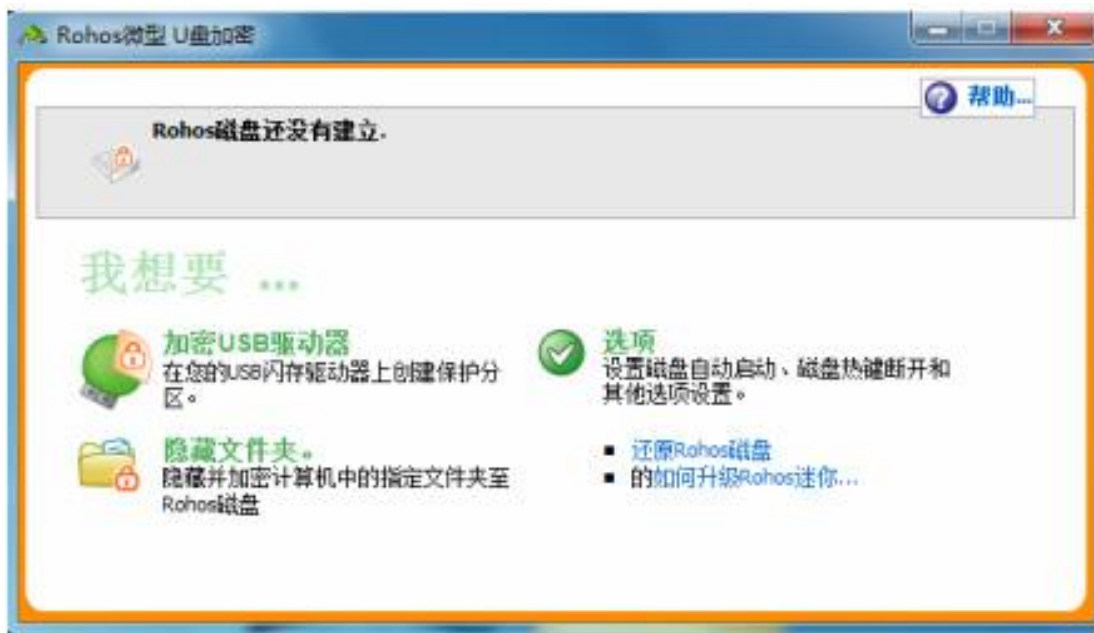 Rohos微型 U盘加密
帮助...
Rohos磁盘还没有建立.
我想要 ...
加密USB驱动器
在您的USB闪存驱动器上创建保护分
区。
隐藏文件夹。
隐藏并加密计算机中的指定文件夹至
Rohos磁盘
选项
设置磁盘自动启动、磁盘热键断开和
其他选项设置。
▪ 还原Rohos磁盘
▪ 的如何升级Rohos迷你...